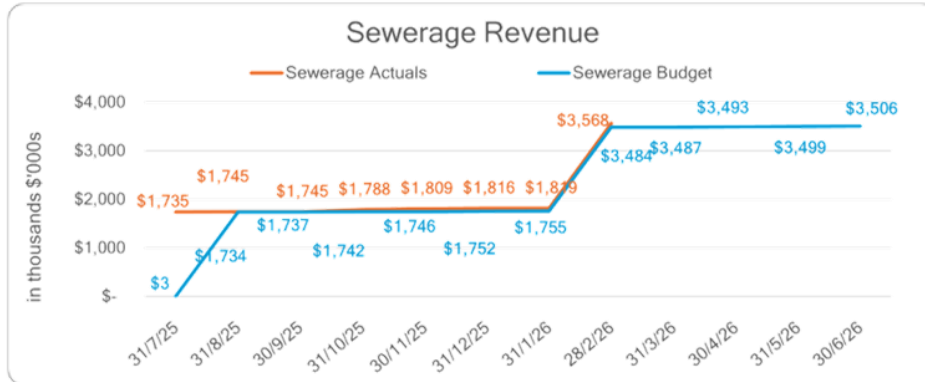 Sewerage Revenue
Sewerage Actuals Sewerage Budget
in thousands $'000s
$4,000
$3,000
$2,000
$1,000
$-
$1,735 $1,745 $1,745 $1,788 $1,809 $1,816 $1,819 $3,568
$3 $1,734 $1,737 $1,742 $1,746 $1,752 $1,755 $3,484 $3,487 $3,493 $3,499 $3,506
31/7/25 31/8/25 30/9/25 31/10/25 30/11/25 31/12/25 31/1/26 28/2/26 31/3/26 30/4/26 31/5/26 30/6/26